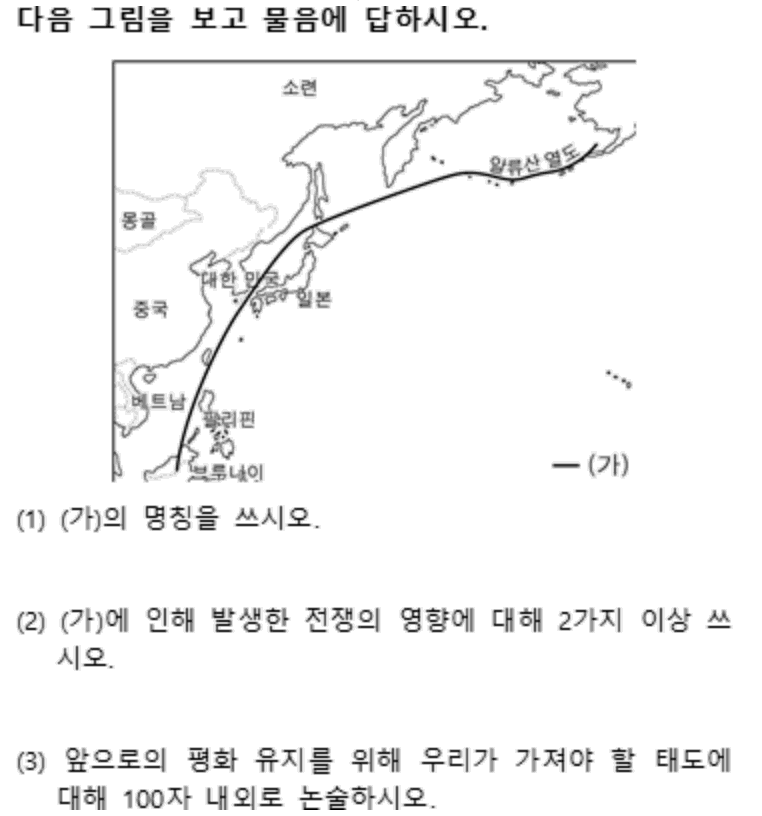 다음 그림을 보고 물음에 답하시오.
소련
알류산 열도
몽골
대한 민국
일본
중국
베트남
필리핀
브루나이
(가)
(1) (가)의 명칭을 쓰시오.
(2) (가)에 인해 발생한 전쟁의 영향에 대해 2가지 이상 쓰
시오.
(3) 앞으로의 평화 유지를 위해 우리가 가져야 할 태도에
대해 100자 내외로 논술하시오.